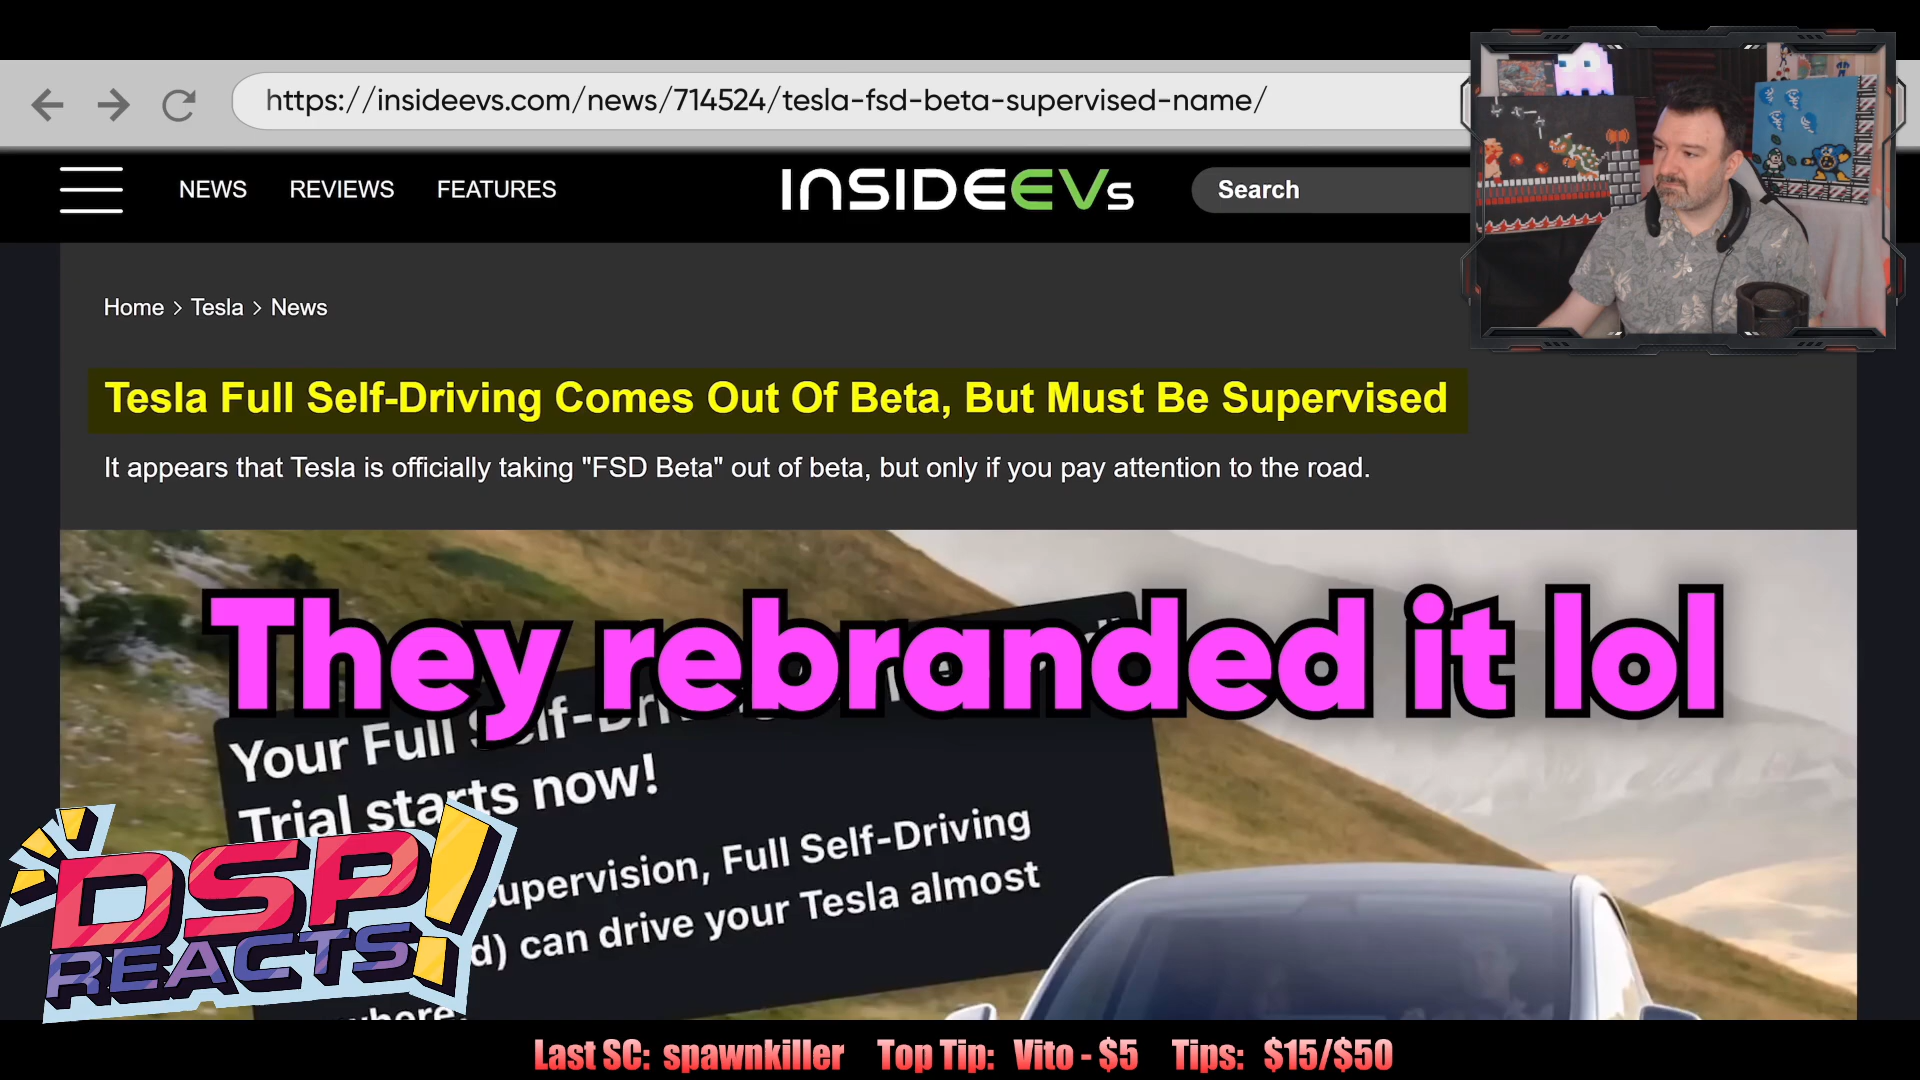 https://insideevs.com/news/714524/tesla-fsd-beta-supervised-name/
NEWS REVIEWS FEATURES
INSIDEEVs
Search
Home > Tesla > News
Tesla Full Self-Driving Comes Out Of Beta, But Must Be Supervised
It appears that Tesla is officially taking "FSD Beta" out of beta, but only if you pay attention to the road.
They rebranded it lol
Your Full
Trial starts now!
supervision, Full Self-Driving
d) can drive your Tesla almost
DSP
REACTS!
Last SC: spawnkiller Top Tip: Vito - $5 Tips: $15/$50